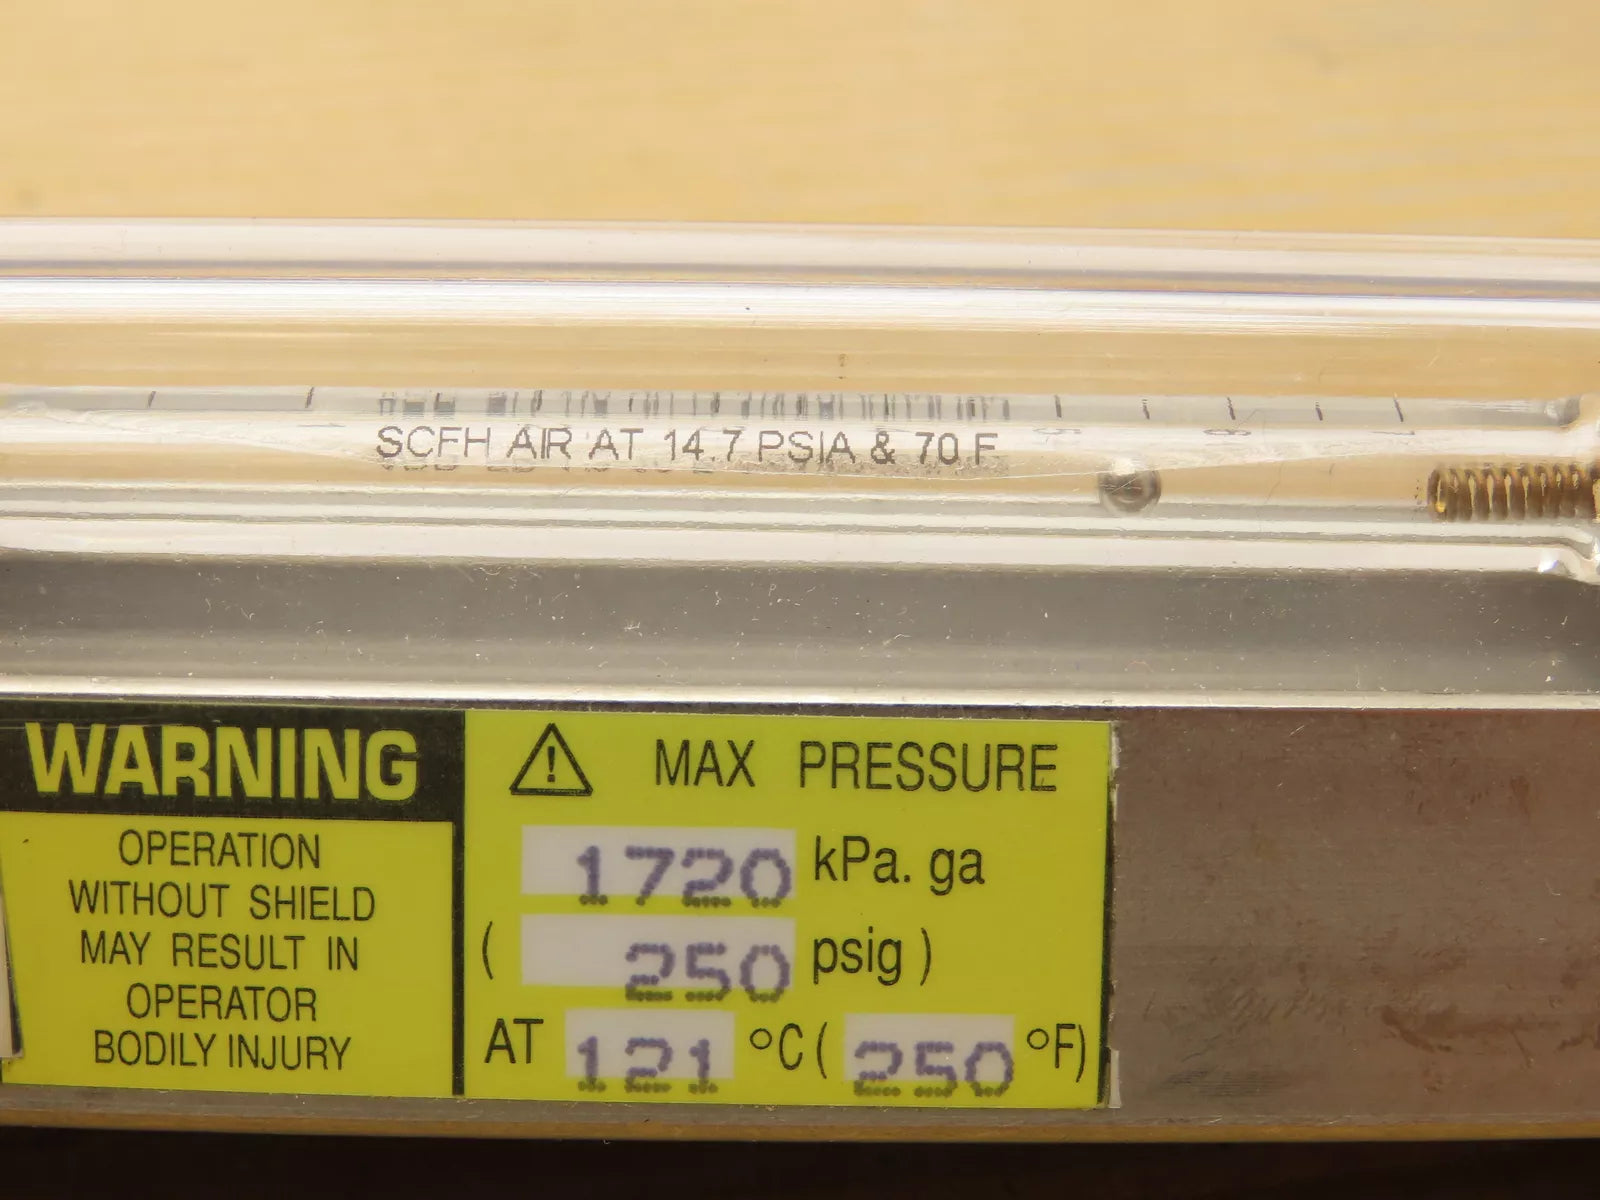 SCFH AIR AT 14.7 PSIA & 70 F
WARNING
OPERATION
WITHOUT SHIELD
MAY RESULT IN
OPERATOR
BODILY INJURY
MAX PRESSURE
1720 kPa. ga
( 250 psig )
AT 121 °C ( 250 °F)